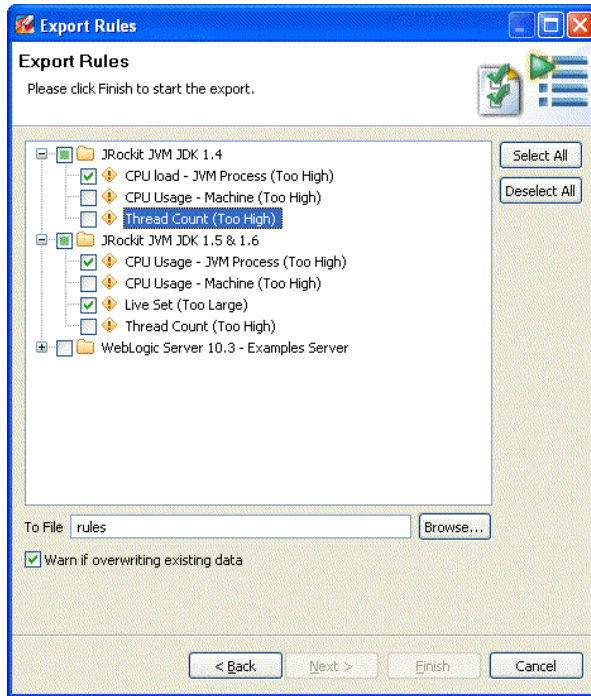 Export Rules
Export Rules
Please click Finish to start the export.
JRockit JVM JDK 1.4
CPU load - JVM Process (Too High)
CPU Usage - Machine (Too High)
Thread Count (Too High)
JRockit JVM JDK 1.5 & 1.6
CPU Usage - JVM Process (Too High)
CPU Usage - Machine (Too High)
Live Set (Too Large)
Thread Count (Too High)
WebLogic Server 10.3 - Examples Server
Select All
Deselect All
To File rules Browse...
Warn if overwriting existing data
< Back Next > Finish Cancel